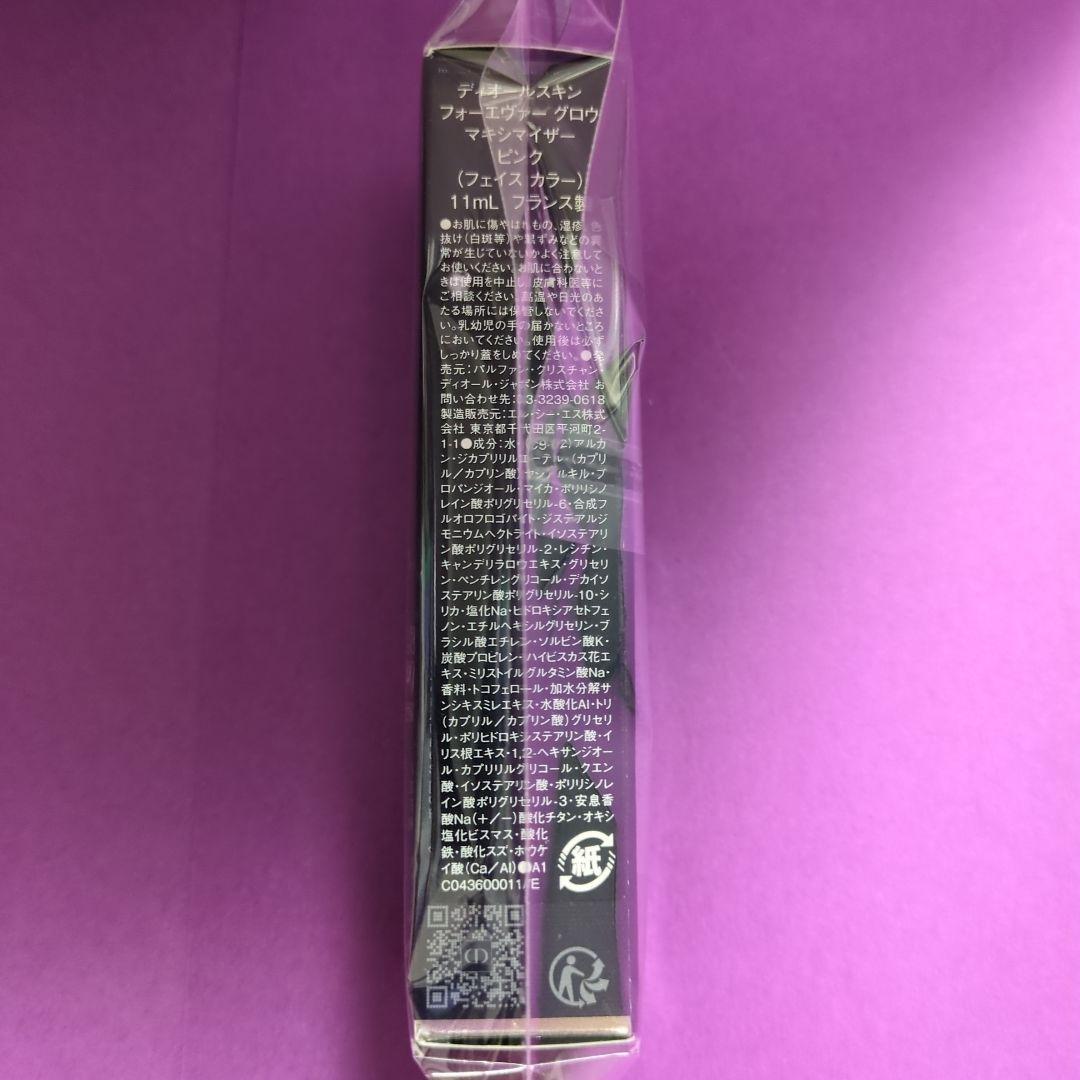 ディオールスキン
フォーエヴァー グロウ
マキシマイザー
ピンク
(フェイス カラー)
11mL フランス製
●お肌に傷やはれもの、湿疹、色
抜け(白斑等)や黒ずみなどの異
常が生じていないかよく注意して
お使いください。お肌に合わないと
きは使用を中止し、皮膚科医等に
ご相談ください。高温や日光のあ
たる場所には保管しないでくださ
い。乳幼児の手の届かないところ
においてください。使用後は必ず
しっかり蓋をしめてください。●発
売元:パルファン・クリスチャン・
ディオール・ジャポン株式会社 お
問い合わせ先:03-3239-0618
製造販売元:エル・シー・エス株式
会社 東京都千代田区平河町2-
1-1●成分:水・(C9-12)アルカ
ン・ジカプリリルエーテル・(カプリ
ル/カプリン酸)ヤシアルキル・プ
ロパンジオール・マイカ・ポリリシノ
レイン酸ポリグリセリル-6・合成フ
ルオロフロゴパイト・ジステアルジ
モニウムヘクトライト・イソステアリ
ン酸ポリグリセリル-2・レシチン・
キャンデリラロウエキス・グリセリ
ン・ペンチレングリコール・デカイソ
ステアリン酸ポリグリセリル-10・シ
リカ・塩化Na・ヒドロキシアセトフェ
ノン・エチルヘキシルグリセリン・ブ
ラシル酸エチレン・ソルビン酸K・
炭酸プロピレン・ハイビスカス花エ
キス・ミリストイルグルタミン酸Na・
香料・トコフェロール・加水分解サ
ンシキスミレエキス・水酸化Al・トリ
(カプリル/カプリン酸)グリセリ
ル・ポリヒドロキシステアリン酸・イ
リス根エキス・1,2-ヘキサンジオー
ル・カプリリルグリコール・クエン
酸・イソステアリン酸・ポリリシノレ
イン酸ポリグリセリル-3・安息香
酸Na(+/-)酸化チタン・オキシ
塩化ビスマス・酸化
鉄・酸化スズ・ホウケ
イ酸(Ca/Al)●A1
C043600011/E
紙
CD